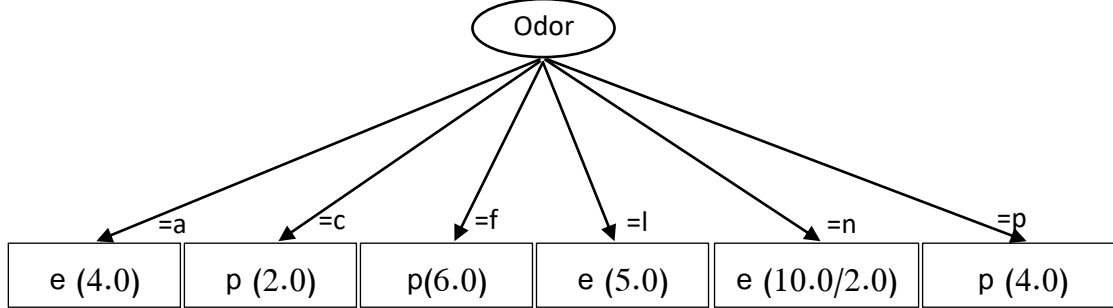 Odor
=a
=c
=f
=l
=n
=p
e (4.0)
p (2.0)
p(6.0)
e (5.0)
e (10.0/2.0)
p (4.0)